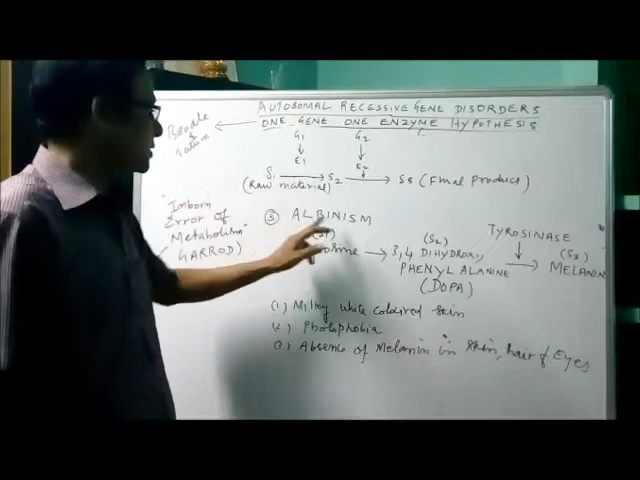 AUTOSOMAL RECESSIVE GENE DISORDERS
ONE GENE ONE ENZYME HYPOTHESIS
Beadle
Tatum
G1 G2
E1 E2
S1 → S2 → S3 (Final Product)
(Raw material)
"Inborn
Error of
Metabolism"
GARROD)
③ ALBINISM
(S1) (S2) TYROSINASE (S3)
→ 3,4 DIHYDROXY → MELANIN
PHENYL ALANINE
(DOPA)
(1) Milky white coloured skin
(2) Photophobia
(3) Absence of Melanin in skin, hair & Eyes